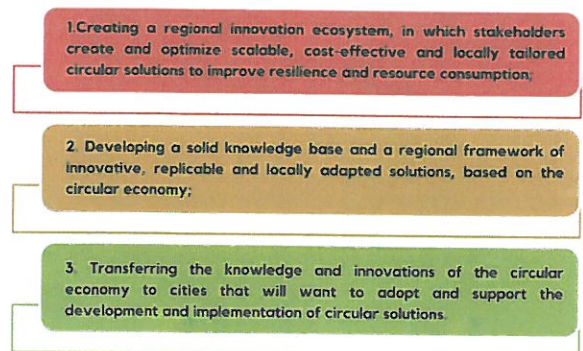 1.Creating a regional innovation ecosystem, in which stakeholders
create and optimize scalable, cost-effective and locally tailored
circular solutions to improve resilience and resource consumption;
2. Developing a solid knowledge base and a regional framework of
innovative, replicable and locally adapted solutions, based on the
circular economy;
3. Transferring the knowledge and innovations of the circular
economy to cities that will want to adopt and support the
development and implementation of circular solutions.